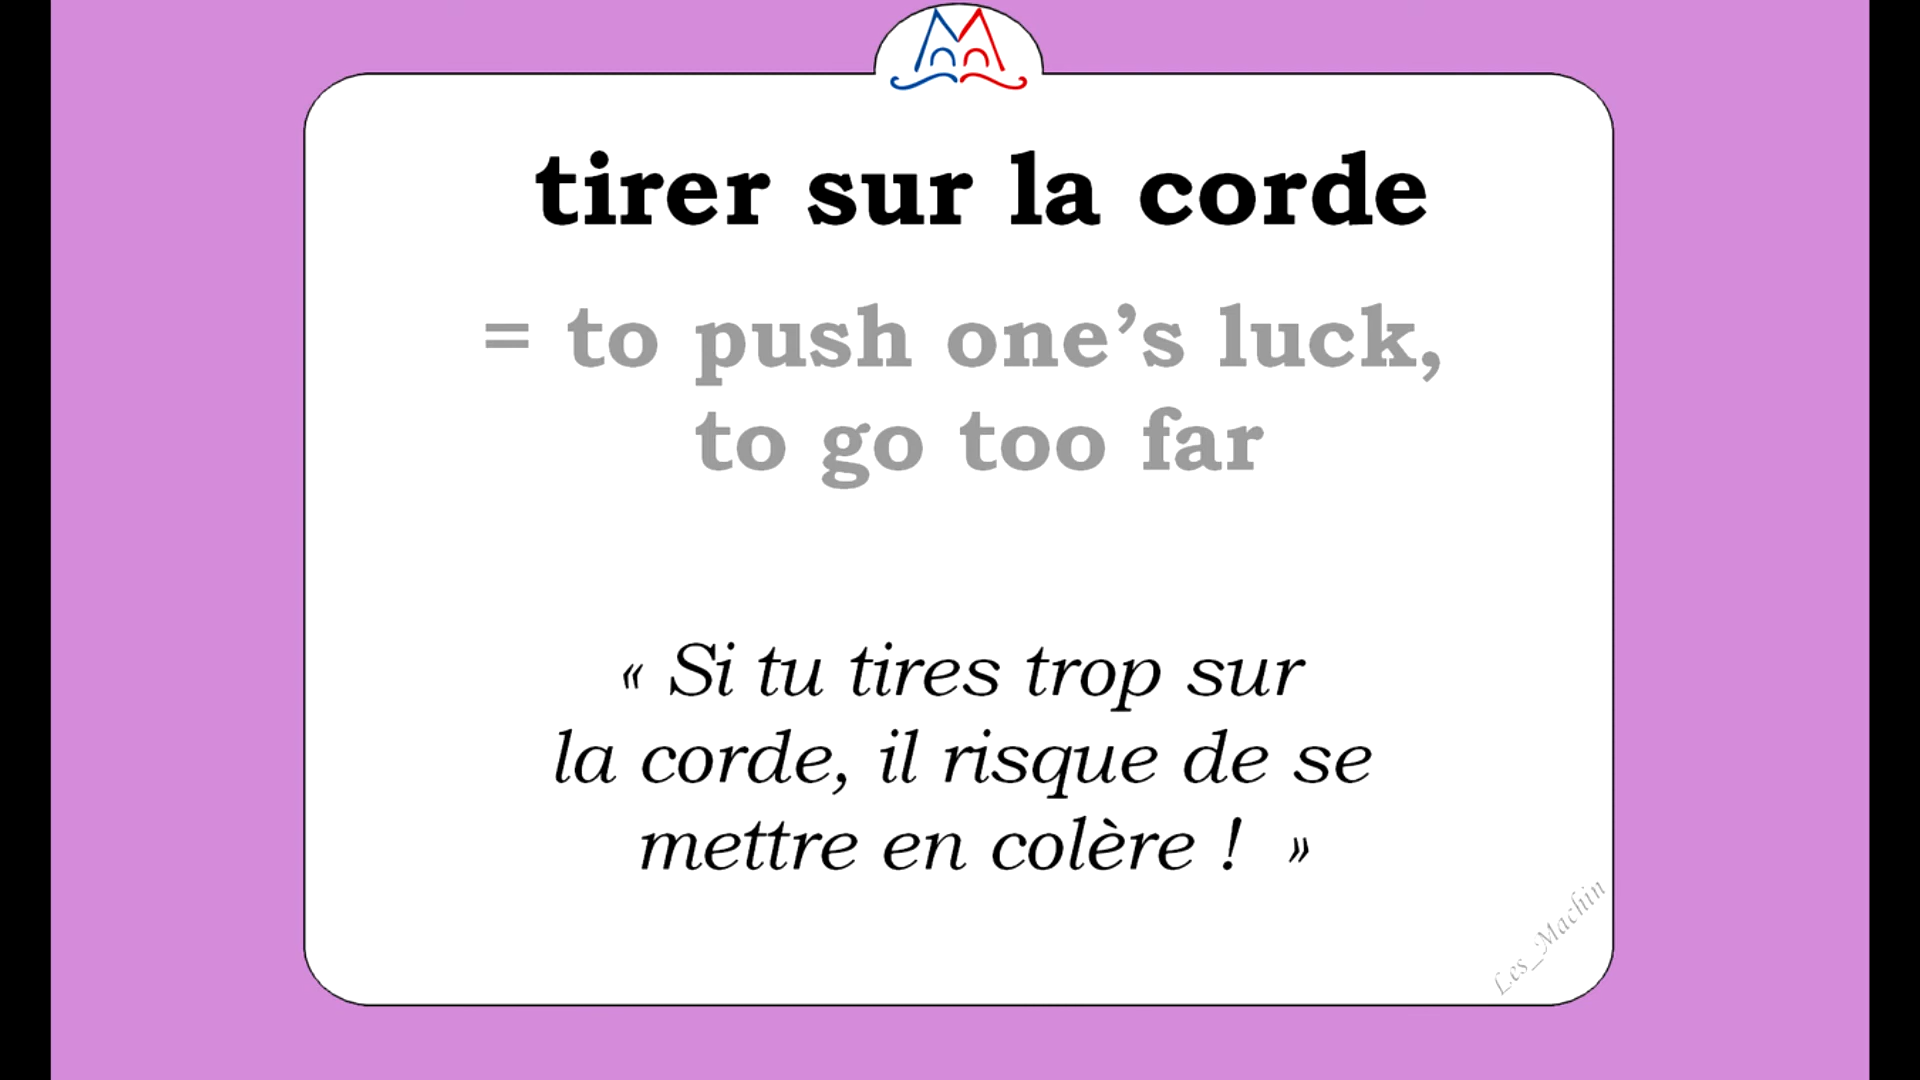 tirer sur la corde
= to push one’s luck,
to go too far
« Si tu tires trop sur
la corde, il risque de se
mettre en colère !  »
Les_Machin